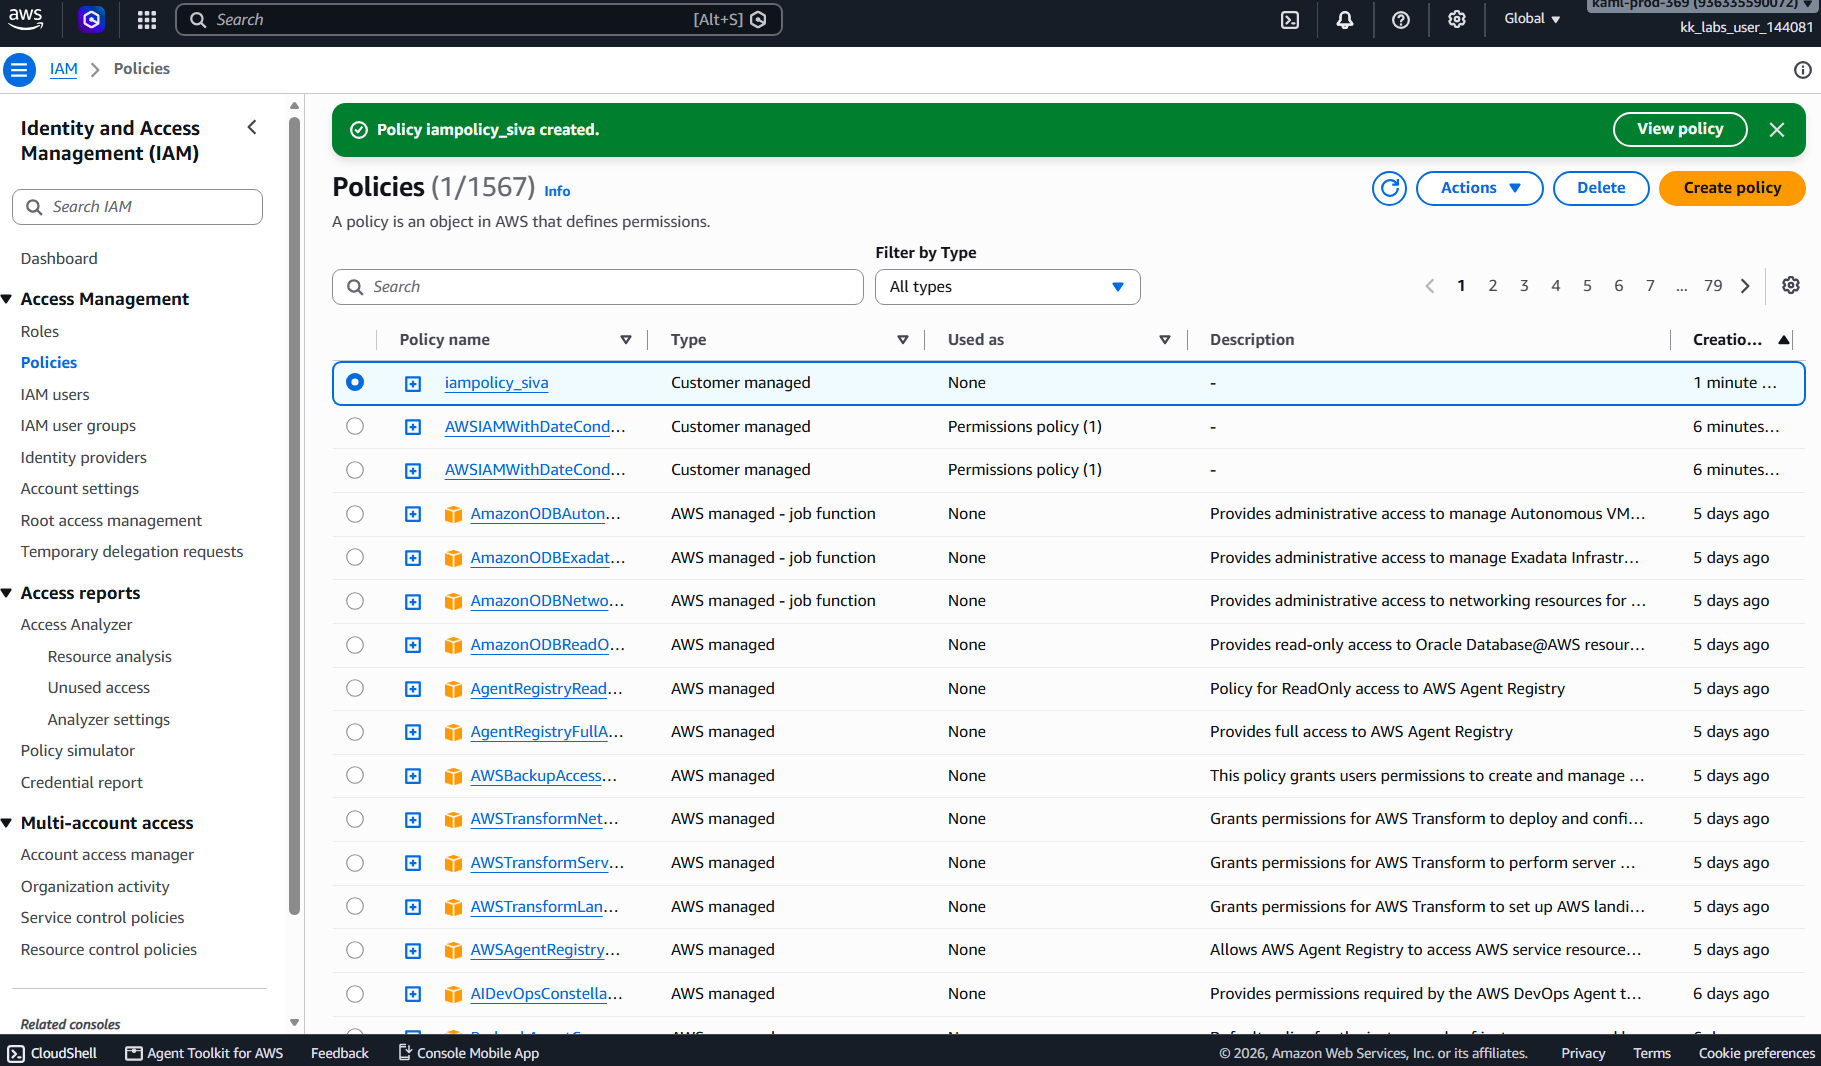 aws
Search [Alt+S]
Global
kaml-prod-369 (936335590072)
kk_labs_user_144081
IAM Policies
Identity and Access
Management (IAM)
Search IAM
Dashboard
Access Management
Roles
Policies
IAM users
IAM user groups
Identity providers
Account settings
Root access management
Temporary delegation requests
Access reports
Access Analyzer
Resource analysis
Unused access
Analyzer settings
Policy simulator
Credential report
Multi-account access
Account access manager
Organization activity
Service control policies
Resource control policies
Related consoles
Policy iampolicy_siva created. View policy
Policies (1/1567) Info
Actions Delete Create policy
A policy is an object in AWS that defines permissions.
Filter by Type
Search All types 1 2 3 4 5 6 7 ... 79
Policy name Type Used as Description Creatio...
iampolicy_siva Customer managed None - 1 minute ...
AWSIAMWithDateCond... Customer managed Permissions policy (1) - 6 minutes...
AWSIAMWithDateCond... Customer managed Permissions policy (1) - 6 minutes...
AmazonODBAuton... AWS managed - job function None Provides administrative access to manage Autonomous VM... 5 days ago
AmazonODBExadat... AWS managed - job function None Provides administrative access to manage Exadata Infrastr... 5 days ago
AmazonODBNetwo... AWS managed - job function None Provides administrative access to networking resources for ... 5 days ago
AmazonODBReadO... AWS managed None Provides read-only access to Oracle Database@AWS resour... 5 days ago
AgentRegistryRead... AWS managed None Policy for ReadOnly access to AWS Agent Registry 5 days ago
AgentRegistryFullA... AWS managed None Provides full access to AWS Agent Registry 5 days ago
AWSBackupAccess... AWS managed None This policy grants users permissions to create and manage ... 5 days ago
AWSTransformNet... AWS managed None Grants permissions for AWS Transform to deploy and confi... 5 days ago
AWSTransformServ... AWS managed None Grants permissions for AWS Transform to perform server ... 5 days ago
AWSTransformLan... AWS managed None Grants permissions for AWS Transform to set up AWS landi... 5 days ago
AWSAgentRegistry... AWS managed None Allows AWS Agent Registry to access AWS service resource... 5 days ago
AIDevOpsConstella... AWS managed None Provides permissions required by the AWS DevOps Agent t... 6 days ago
CloudShell Agent Toolkit for AWS Feedback Console Mobile App © 2026, Amazon Web Services, Inc. or its affiliates. Privacy Terms Cookie preferences